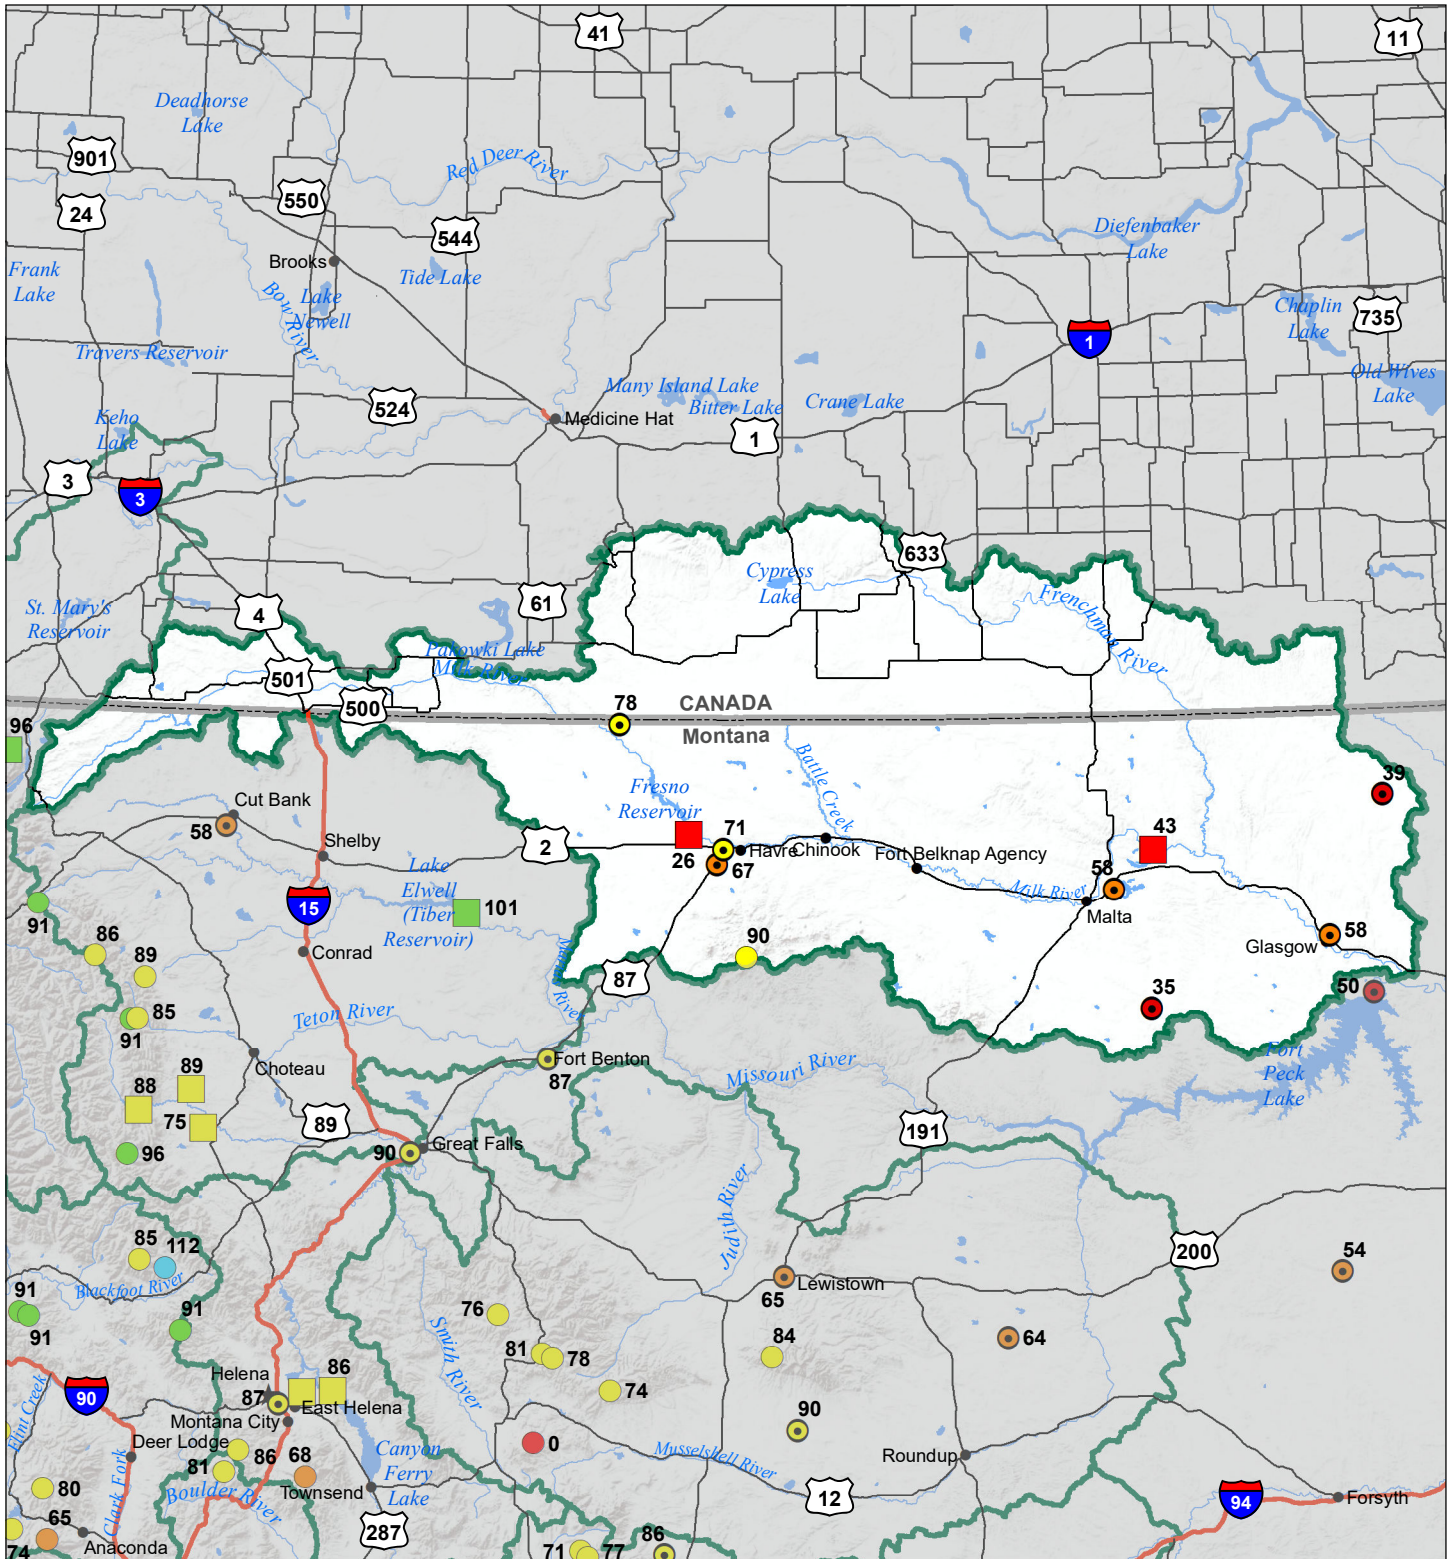 41
11
Deadhorse
Lake
901
Red Deer River
550
24
544
Diefenbaker
Lake
Brooks
Frank
Lake
Tide Lake
Bow River
Lake
Newell
Chaplin
Lake
735
1
Travers Reservoir
Old Wives
Lake
Many Island Lake
Bitter Lake
Crane Lake
524
Keho
Lake
Medicine Hat
1
3
3
633
Cypress
Lake
61
4
St. Mary's
Reservoir
Frenchman River
Pakowki Lake
Milk River
501
500
78
CANADA
Montana
96
Battle Creek
39
Fresno
Reservoir
Cut Bank
58
Shelby
2
26
71
67
Havre
Chinook
Fort Belknap Agency
43
58
Milk River
Malta
Lake
Elwell
(Tiber
Reservoir)
101
15
91
86
89
Conrad
90
58
Glasgow
87
50
35
River
85
91
Teton River
Fort Benton
87
Missouri River
Fort
Peck
Lake
Choteau
89
88
75
89
191
Great Falls
90
96
Judith River
85
112
Blackfoot River
200
54
Lewistown
65
91
91
91
76
Smith River
81
78
84
64
74
Helena
86
87
East Helena
Montana City
90
Flint Creek
Deer Lodge
86
81
68
Canyon
Ferry
Lake
0
90
Musselshell River
Roundup
80
Clark Fork
Boulder River
Townsend
12
94
Forsyth
65
74
Anaconda
287
86
71
77